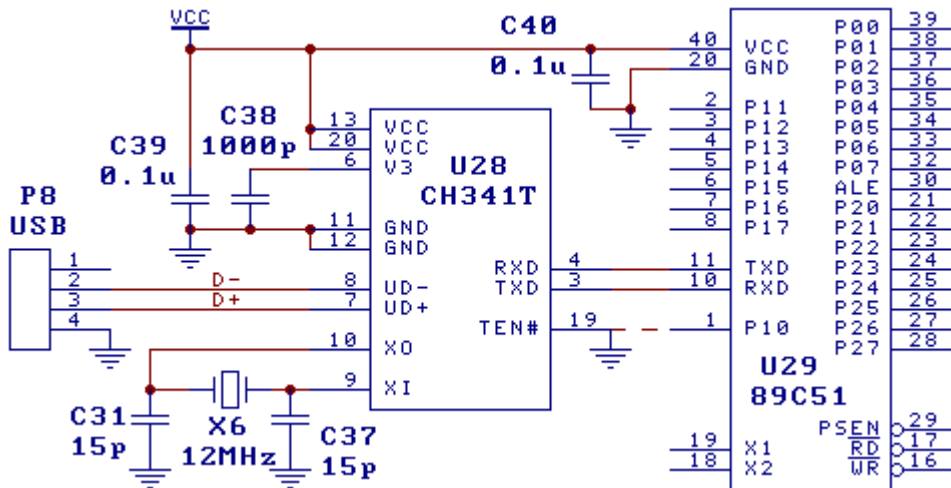 VCC
C40
0.1u
C38
1000p
C39
0.1u
P8
USB
1
2
3
4
D-
D+
13
20
6
11
12
8
7
10
9
VCC
VCC
V3
GND
GND
UD-
UD+
XO
XI
U28
CH341T
RXD
TXD
TEN#
4
3
19
C31
15p
X6
12MHz
C37
15p
40
20
2
3
4
5
6
7
8
11
10
1
19
18
VCC
GND
P11
P12
P13
P14
P15
P16
P17
TXD
RXD
P10
X1
X2
U29
89C51
P00
P01
P02
P03
P04
P05
P06
P07
ALE
P20
P21
P22
P23
P24
P25
P26
P27
PSEN
RD
WR
39
38
37
36
35
34
33
32
30
21
22
23
24
25
26
27
28
29
17
16